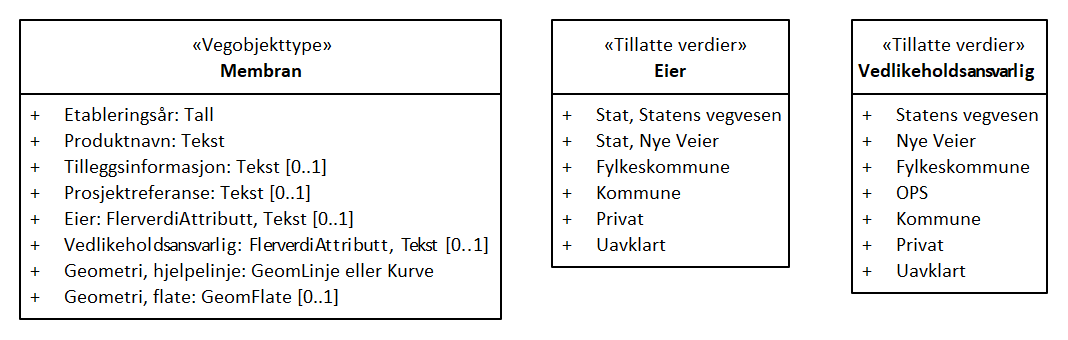 «Vegobjekttype»
Membran
+ Etableringsår: Tall
+ Produktnavn: Tekst
+ Tilleggsinformasjon: Tekst [0..1]
+ Prosjektreferanse: Tekst [0..1]
+ Eier: FlerverdiAttributt, Tekst [0..1]
+ Vedlikeholdsansvarlig: FlerverdiAttributt, Tekst [0..1]
+ Geometri, hjelpelinje: GeomLinje eller Kurve
+ Geometri, flate: GeomFlate [0..1]
«Tillatte verdier»
Eier
+ Stat, Statens vegvesen
+ Stat, Nye Veier
+ Fylkeskommune
+ Kommune
+ Privat
+ Uavklart
«Tillatte verdier»
Vedlikeholdsansvarlig
+ Statens vegvesen
+ Nye Veier
+ Fylkeskommune
+ OPS
+ Kommune
+ Privat
+ Uavklart